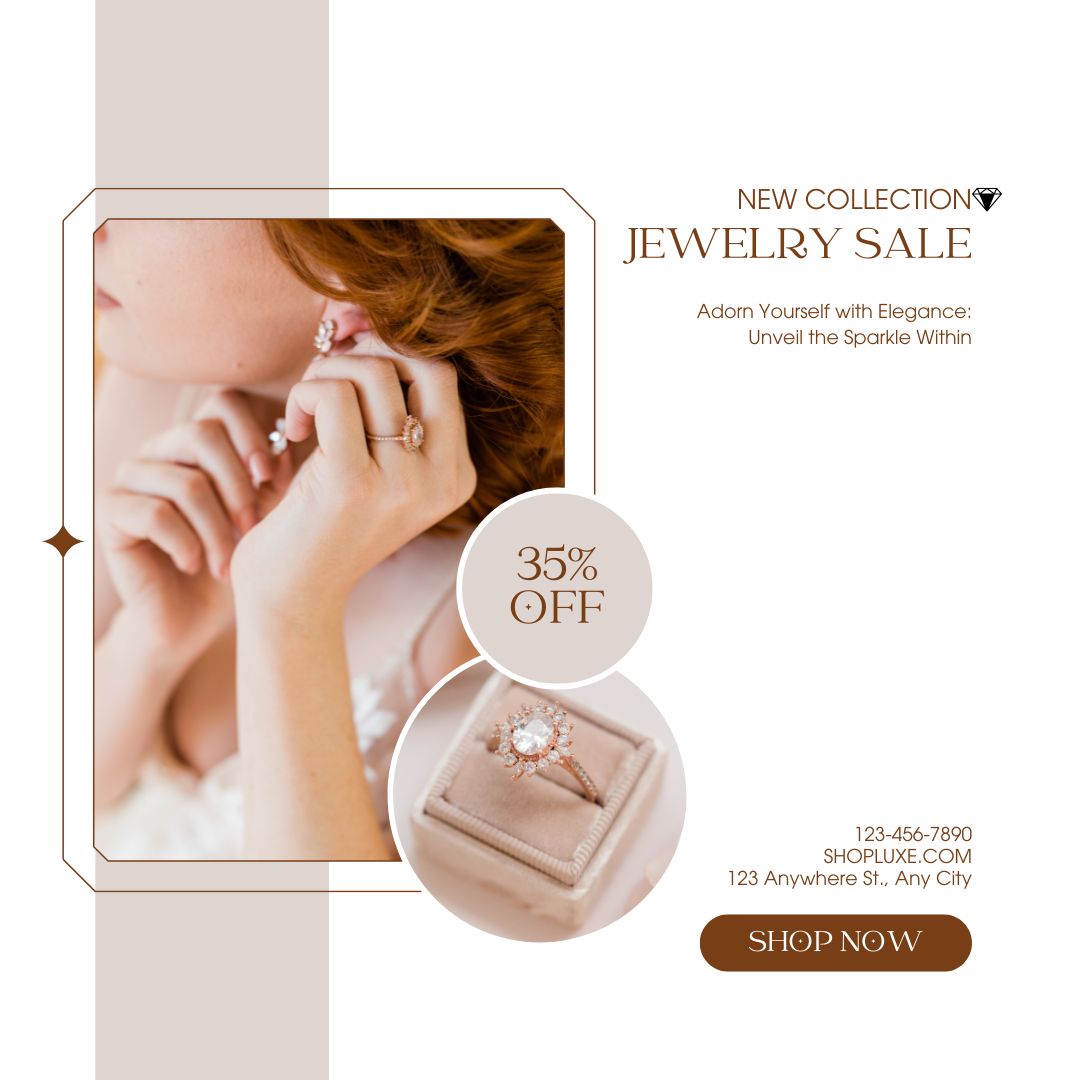 NEW COLLECTION
JEWELRY SALE
Adorn Yourself with Elegance:
Unveil the Sparkle Within
35%
OFF
123-456-7890
SHOPLUXE.COM
123 Anywhere St., Any City
SHOP NOW